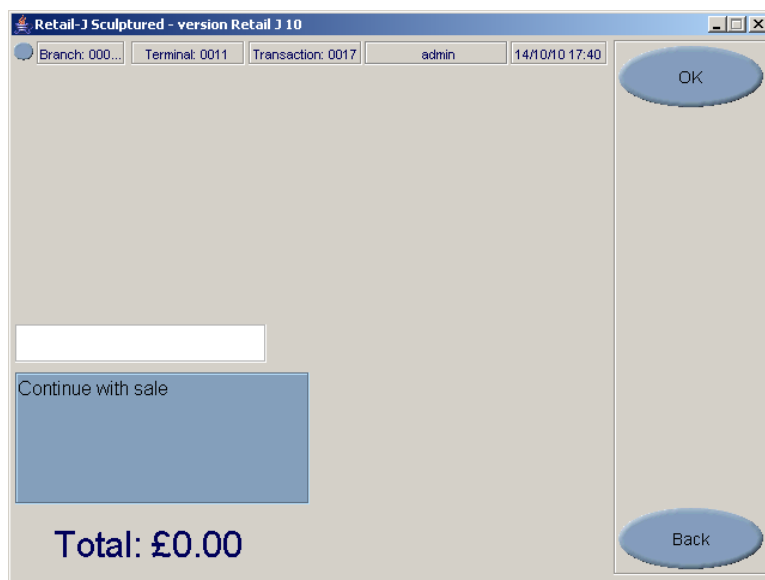 Retail-J Sculptured - version Retail J 10
Branch: 000... Terminal: 0011 Transaction: 0017 admin 14/10/10 17:40
OK
Continue with sale
Total: £0.00
Back